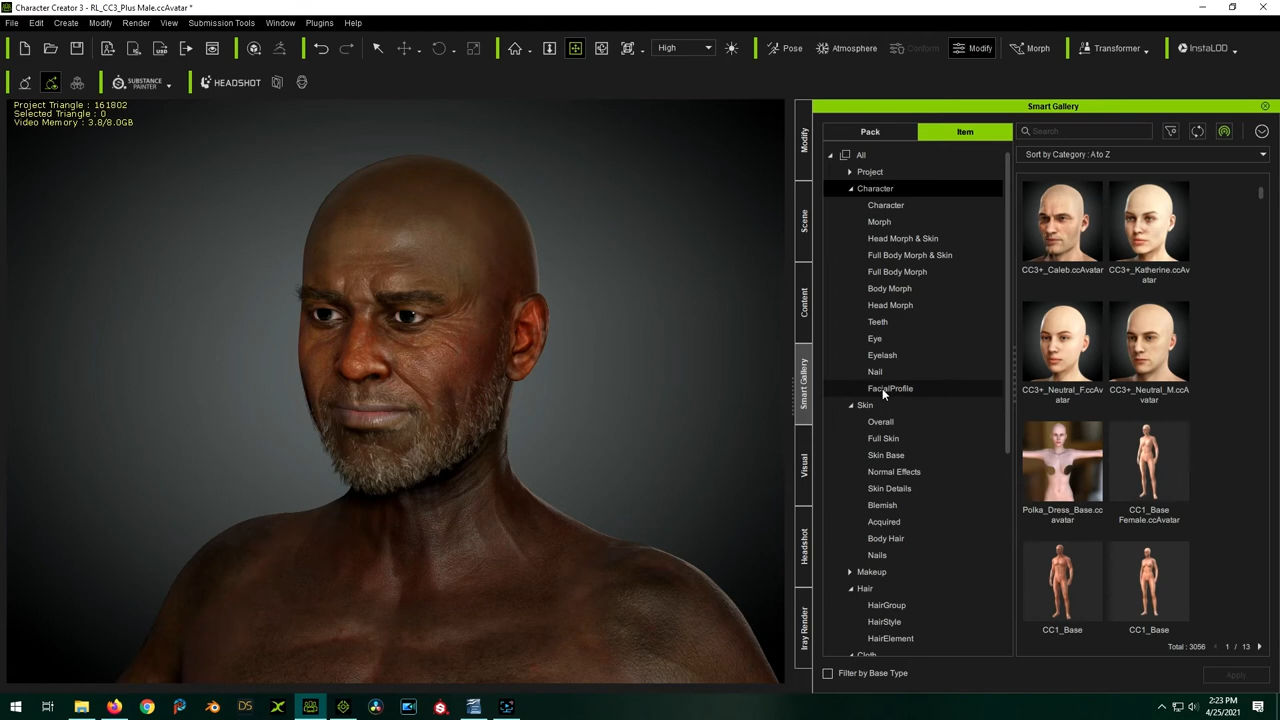 Character Creator 3 - RL_CC3_Plus Male.ccAvatar *
File Edit Create Modify Render View Submission Tools Window Plugins Help
High Pose Atmosphere Conform Modify Morph Transformer InstaLOD
SUBSTANCE PAINTER HEADSHOT
Project Triangle : 161802
Selected Triangle : 0
Video Memory : 3.8/8.0GB
Modify
Scene
Content
Smart Gallery
Visual
Headshot
Iray Render
Smart Gallery
Pack Item Search
Sort by Category : A to Z
All
Project
Character
Character
Morph
Head Morph & Skin
Full Body Morph & Skin
Full Body Morph
Body Morph
Head Morph
Teeth
Eye
Eyelash
Nail
FacialProfile
Skin
Overall
Full Skin
Skin Base
Normal Effects
Skin Details
Blemish
Acquired
Body Hair
Nails
Makeup
Hair
HairGroup
HairStyle
HairElement
Cloth
CC3+_Caleb.ccAvatar
CC3+_Katherine.ccAv
atar
CC3+_Neutral_F.ccAv
atar
CC3+_Neutral_M.ccA
vatar
Polka_Dress_Base.cc
avatar
CC1_Base
Female.ccAvatar
CC1_Base
CC1_Base
Total : 3056 1 / 13
Filter by Base Type
Apply
DS
2:23 PM
4/25/2021